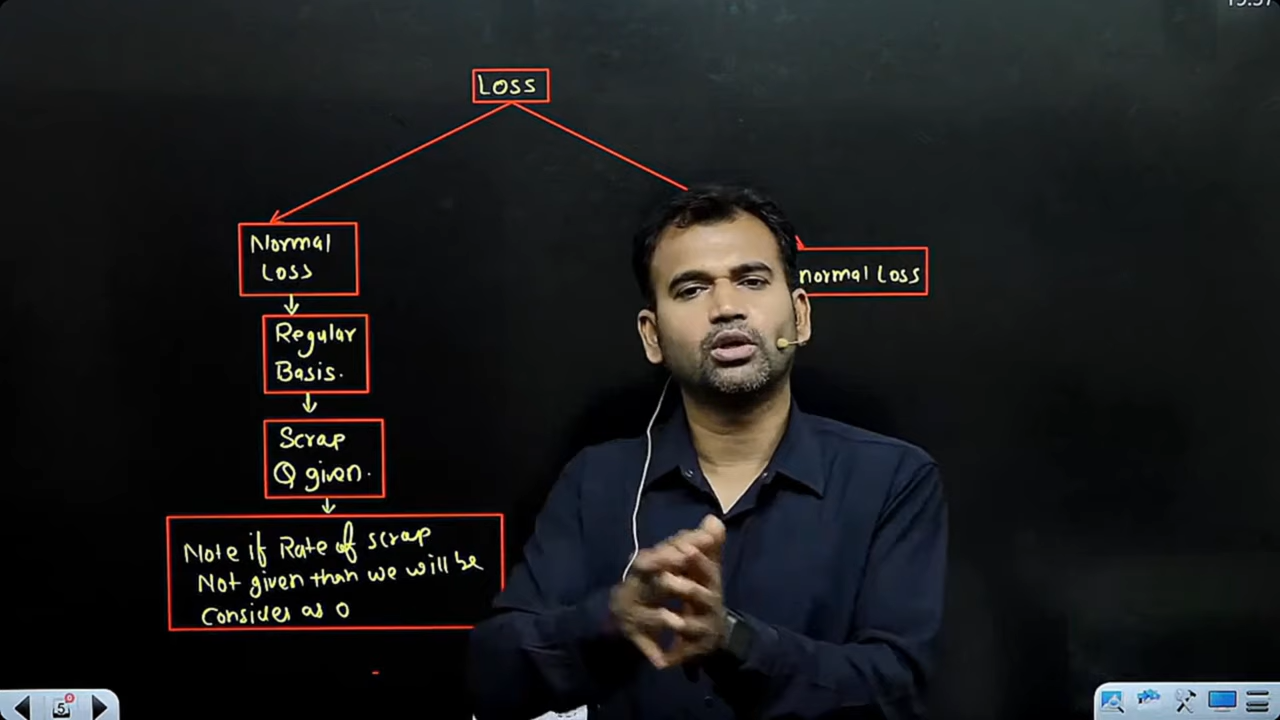 Loss
Normal
Loss
normal Loss
Regular
Basis.
Scrap
Q given.
Note if Rate of scrap
Not given than we will be
Consider as 0
5